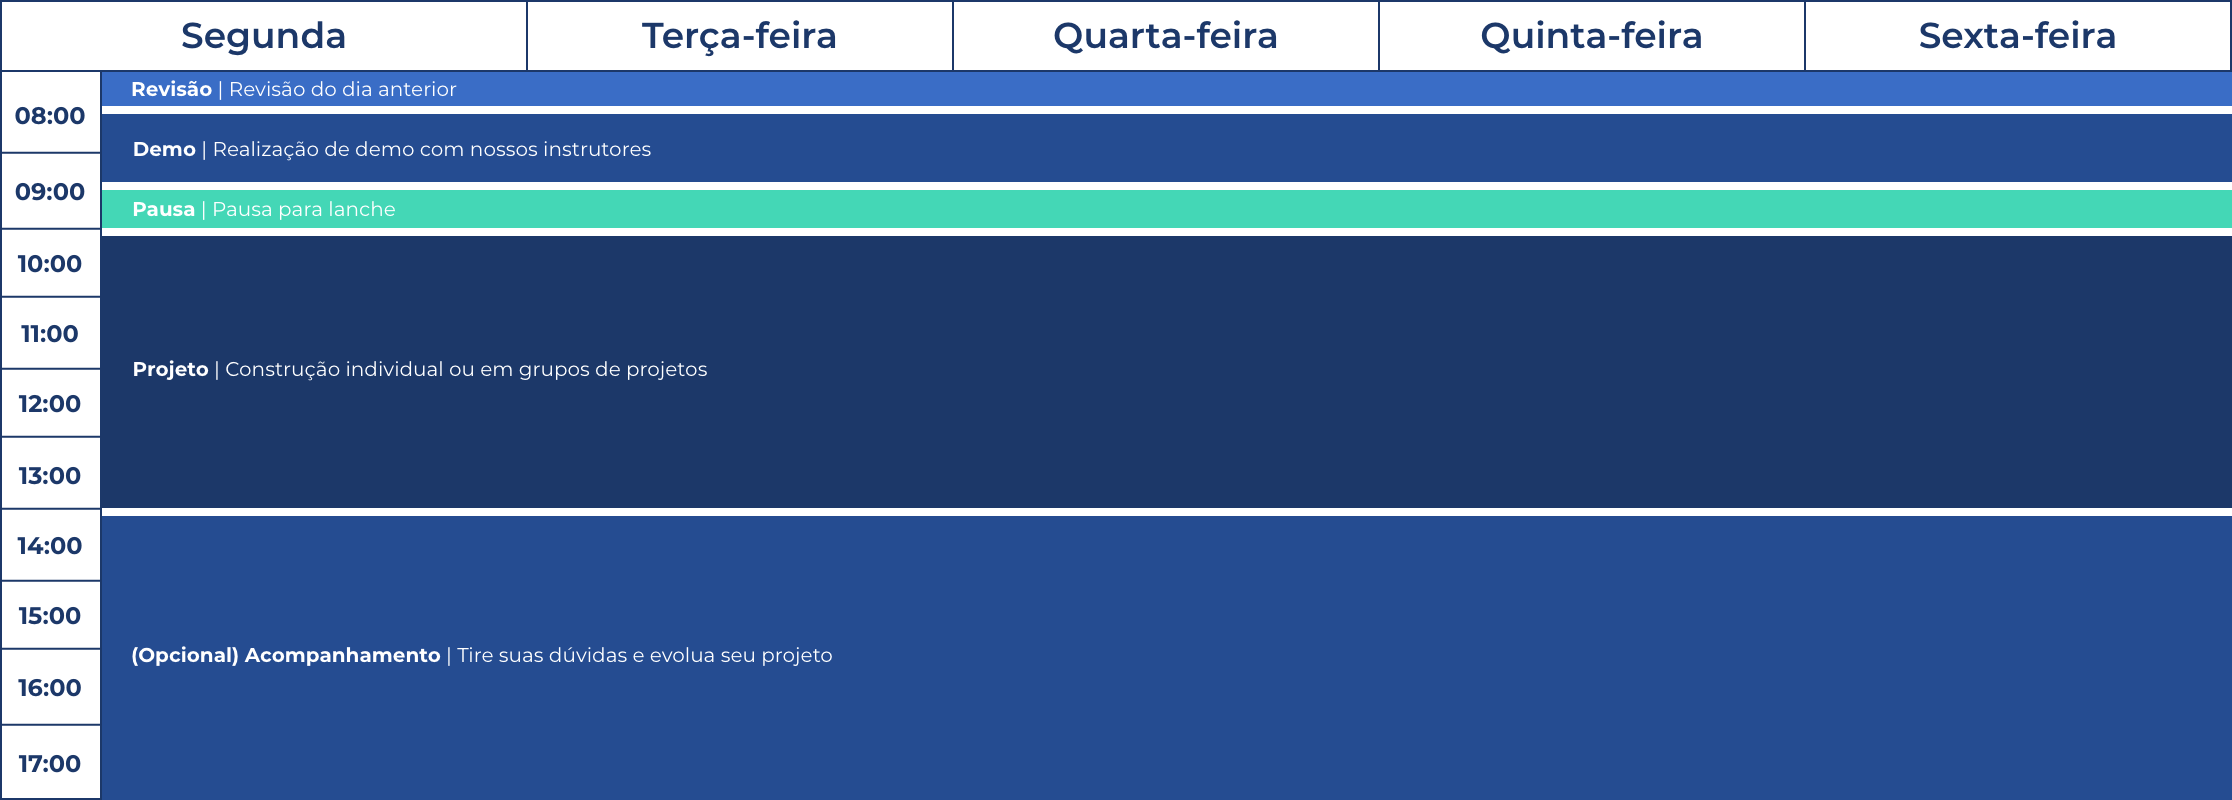 Segunda Terça-feira Quarta-feira Quinta-feira Sexta-feira
Revisão | Revisão do dia anterior
08:00
Demo | Realização de demo com nossos instrutores
09:00
Pausa | Pausa para lanche
10:00
11:00
Projeto | Construção individual ou em grupos de projetos
12:00
13:00
14:00
15:00
(Opcional) Acompanhamento | Tire suas dúvidas e evolua seu projeto
16:00
17:00